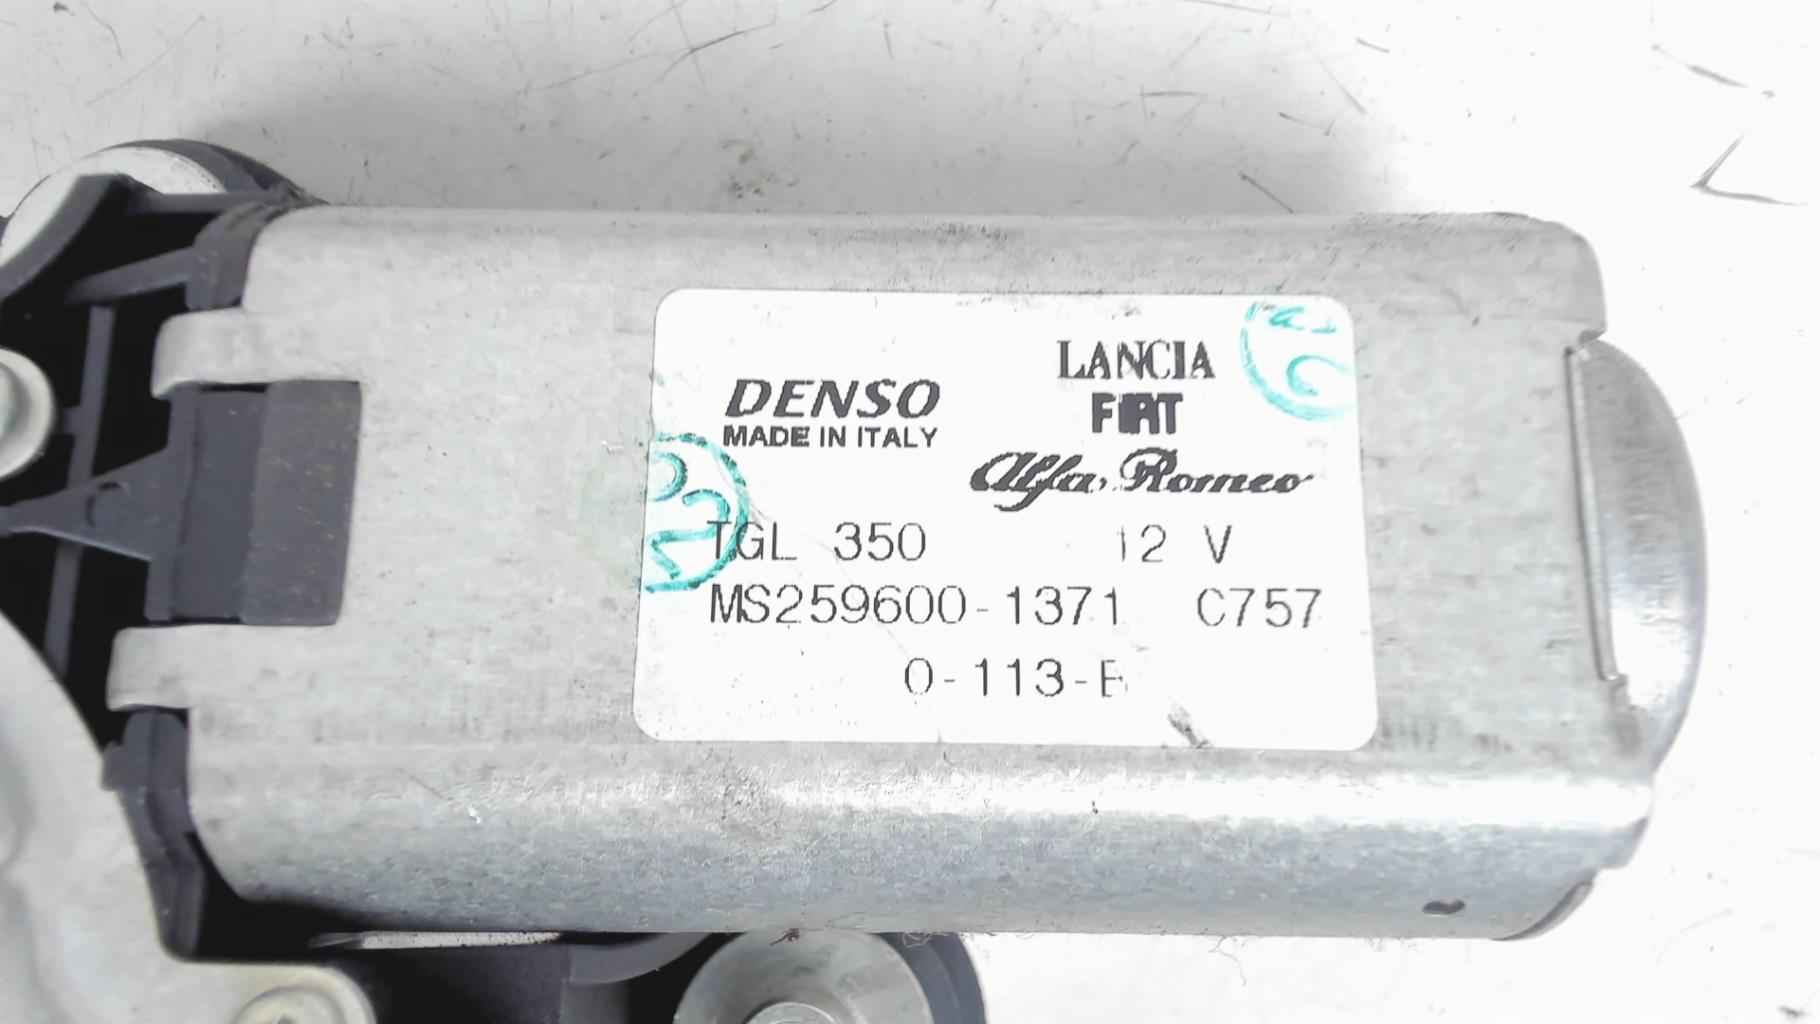 DENSO
MADE IN ITALY
LANCIA
FIAT
Alfa Romeo
TGL 350 12 V
MS259600-1371 C757
0-113-E